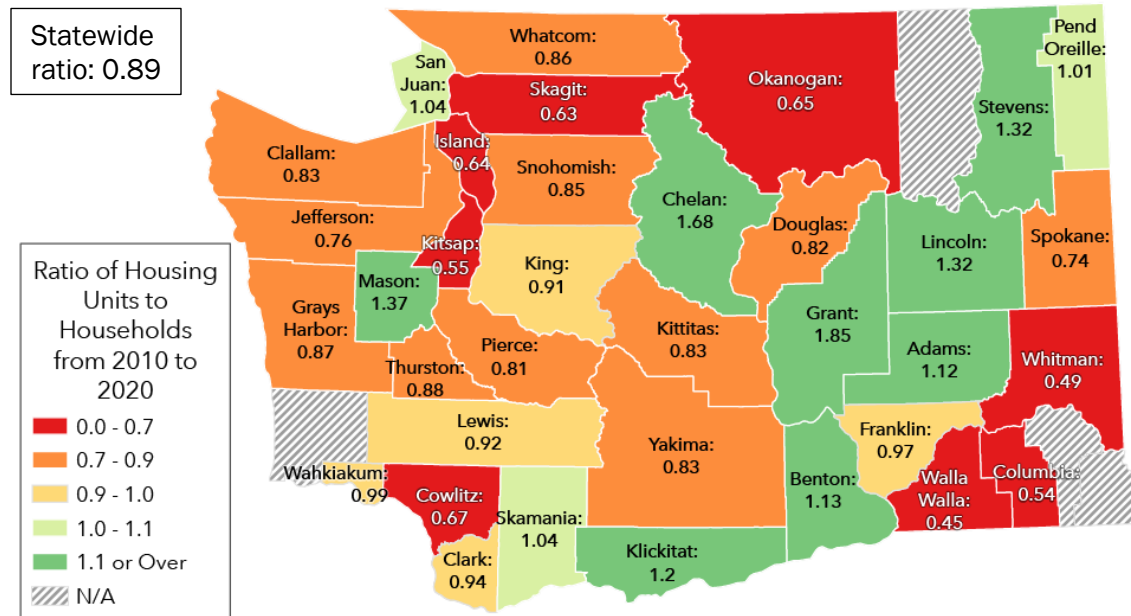 Statewide
ratio: 0.89
Whatcom:
0.86
San
Juan:
1.04
Skagit:
0.63
Okanogan:
0.65
Pend
Oreille:
1.01
Stevens:
1.32
Island:
0.64
Clallam:
0.83
Snohomish:
0.85
Chelan:
1.68
Douglas:
0.82
Jefferson:
0.76
Kitsap:
0.55
Lincoln:
1.32
Spokane:
0.74
King:
0.91
Mason:
1.37
Grays
Harbor:
0.87
Grant:
1.85
Kittitas:
0.83
Pierce:
0.81
Thurston:
0.88
Adams:
1.12
Whitman:
0.49
Lewis:
0.92
Yakima:
0.83
Franklin:
0.97
Wahkiakum:
0.99
Cowlitz:
0.67
Skamania:
1.04
Benton:
1.13
Walla
Walla:
0.45
Columbia:
0.54
Clark:
0.94
Klickitat:
1.2
Ratio of Housing
Units to
Households
from 2010 to
2020
0.0 - 0.7
0.7 - 0.9
0.9 - 1.0
1.0 - 1.1
1.1 or Over
N/A